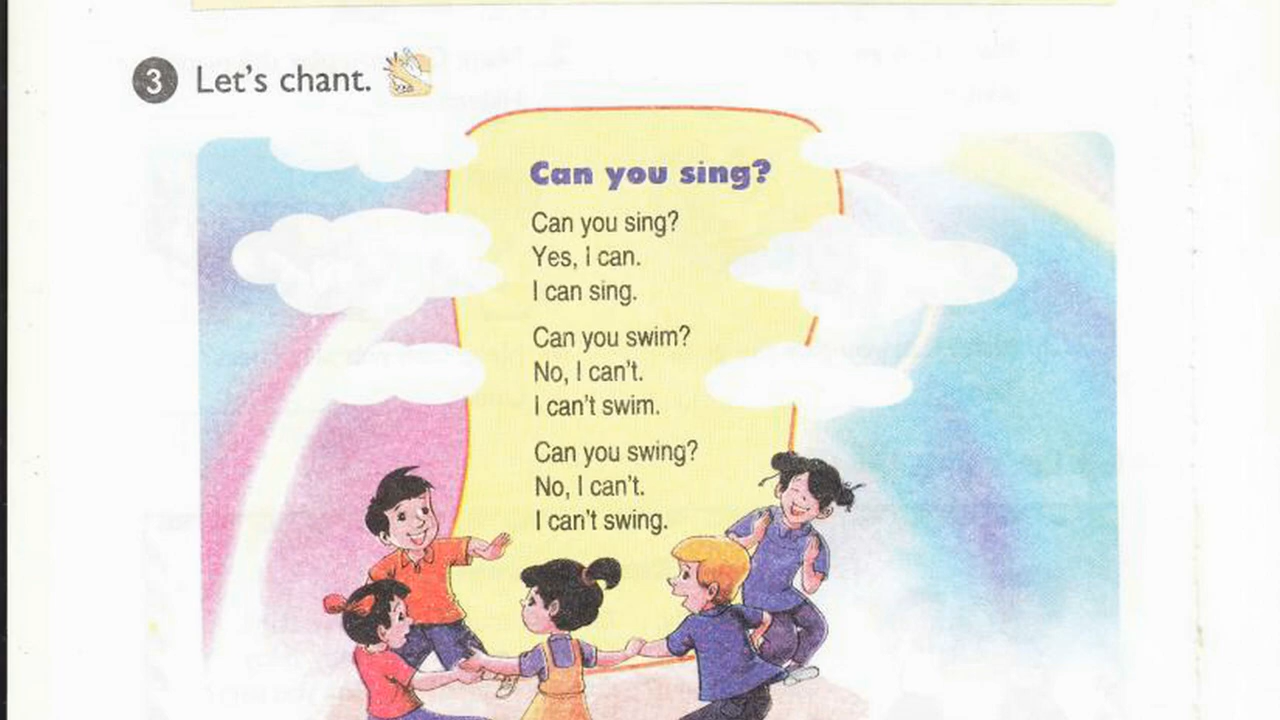 3 Let's chant.
Can you sing?
Can you sing?
Yes, I can.
I can sing.
Can you swim?
No, I can't.
I can't swim.
Can you swing?
No, I can't.
I can't swing.